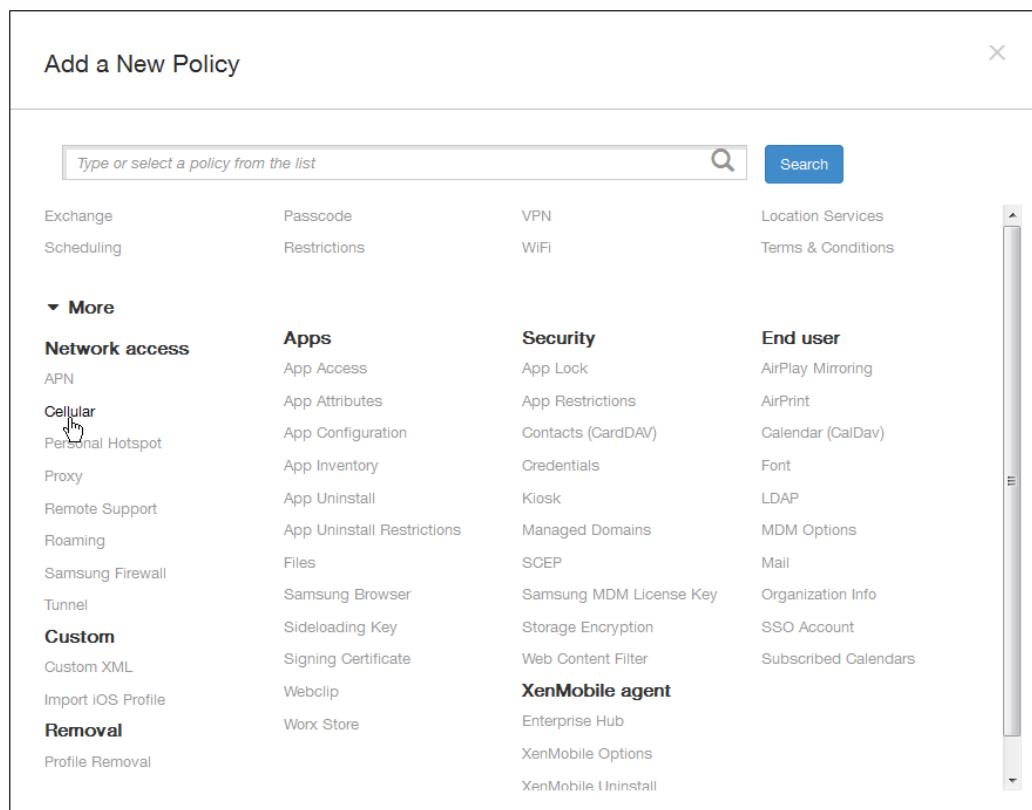 Add a New Policy
Type or select a policy from the list
Search
Exchange
Passcode
VPN
Location Services
Scheduling
Restrictions
WiFi
Terms & Conditions
More
Network access
APN
Cellular
Personal Hotspot
Proxy
Remote Support
Roaming
Samsung Firewall
Tunnel
Custom
Custom XML
Import iOS Profile
Removal
Profile Removal
Apps
App Access
App Attributes
App Configuration
App Inventory
App Uninstall
App Uninstall Restrictions
Files
Samsung Browser
Sideloading Key
Signing Certificate
Webclip
Worx Store
Security
App Lock
App Restrictions
Contacts (CardDAV)
Credentials
Kiosk
Managed Domains
SCEP
Samsung MDM License Key
Storage Encryption
Web Content Filter
XenMobile agent
Enterprise Hub
XenMobile Options
XenMobile Uninstall
End user
AirPlay Mirroring
AirPrint
Calendar (CalDav)
Font
LDAP
MDM Options
Mail
Organization Info
SSO Account
Subscribed Calendars